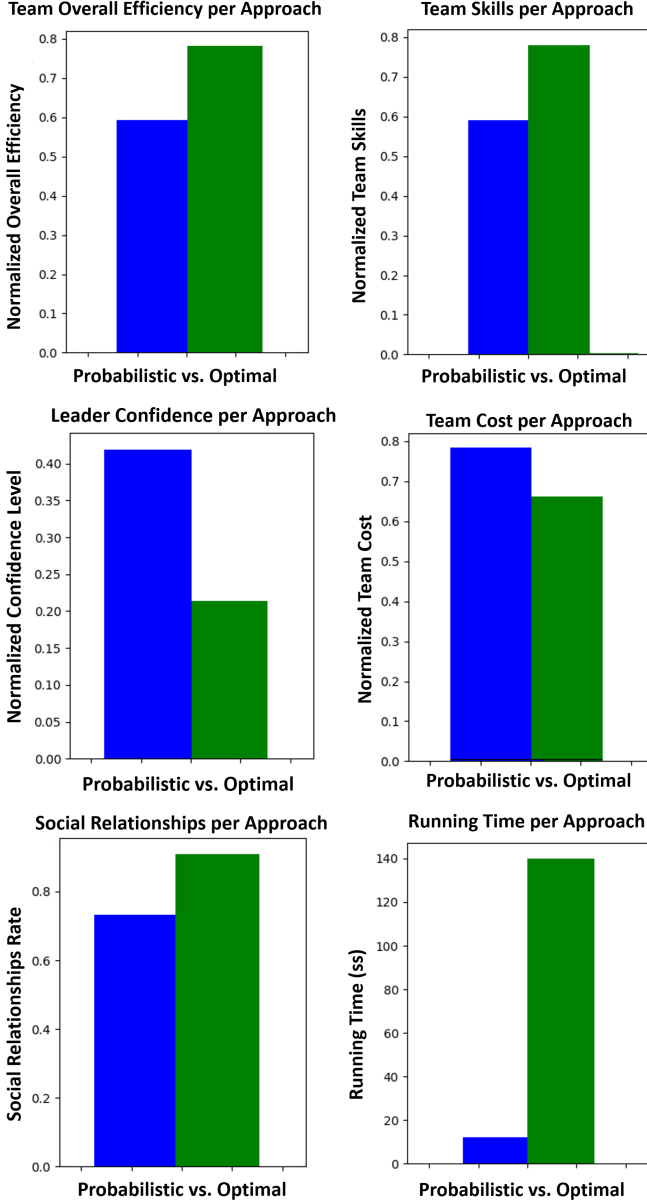 Team Overall Efficiency per Approach
Normalized Overall Efficiency
0.8
0.7
0.6
0.5
0.4
0.3
0.2
0.1
0.0
Probabilistic vs. Optimal
Team Skills per Approach
Normalized Team Skills
0.8
0.7
0.6
0.5
0.4
0.3
0.2
0.1
0.0
Probabilistic vs. Optimal
Leader Confidence per Approach
Normalized Confidence Level
0.40
0.35
0.30
0.25
0.20
0.15
0.10
0.05
0.00
Probabilistic vs. Optimal
Team Cost per Approach
Normalized Team Cost
0.8
0.7
0.6
0.5
0.4
0.3
0.2
0.1
0.0
Probabilistic vs. Optimal
Social Relationships per Approach
Social Relationships Rate
0.8
0.6
0.4
0.2
0.0
Probabilistic vs. Optimal
Running Time per Approach
Running Time (ss)
140
120
100
80
60
40
20
0
Probabilistic vs. Optimal